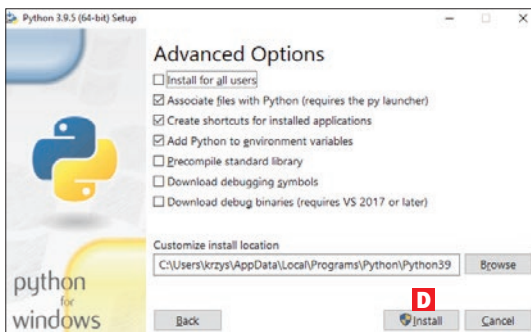 Python 3.9.5 (64-bit) Setup
Advanced Options
Install for all users
Associate files with Python (requires the py launcher)
Create shortcuts for installed applications
Add Python to environment variables
Precompile standard library
Download debugging symbols
Download debug binaries (requires VS 2017 or later)
Customize install location
C:\Users\krzys\AppData\Local\Programs\Python\Python39 Browse
python
for
windows
D
Back Install Cancel